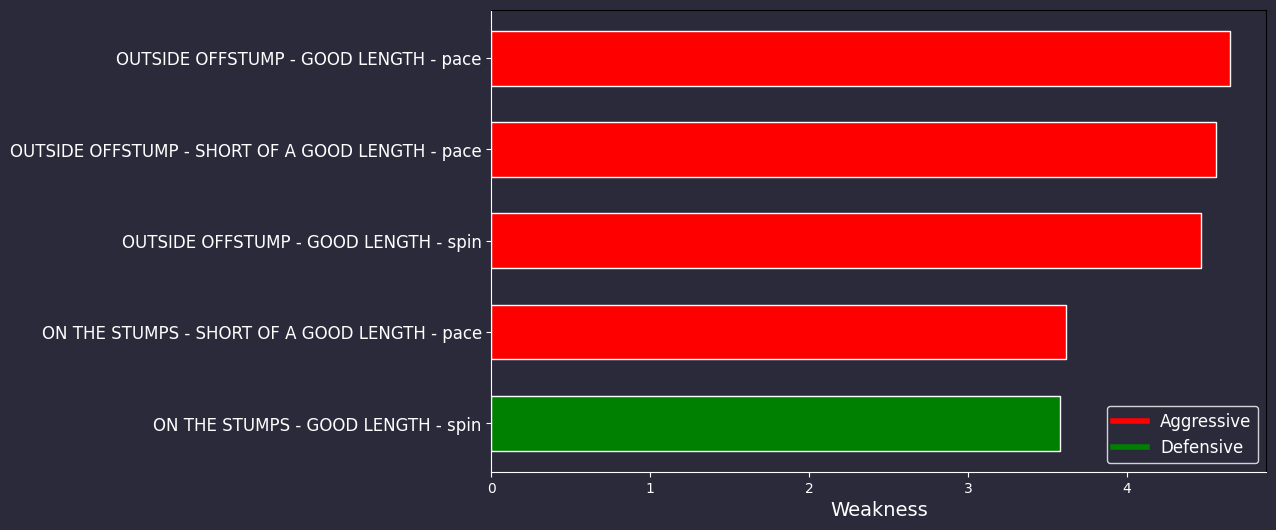 OUTSIDE OFFSTUMP - GOOD LENGTH - pace
OUTSIDE OFFSTUMP - SHORT OF A GOOD LENGTH - pace
OUTSIDE OFFSTUMP - GOOD LENGTH - spin
ON THE STUMPS - SHORT OF A GOOD LENGTH - pace
ON THE STUMPS - GOOD LENGTH - spin
Aggressive
Defensive
0 1 2 3 4
Weakness